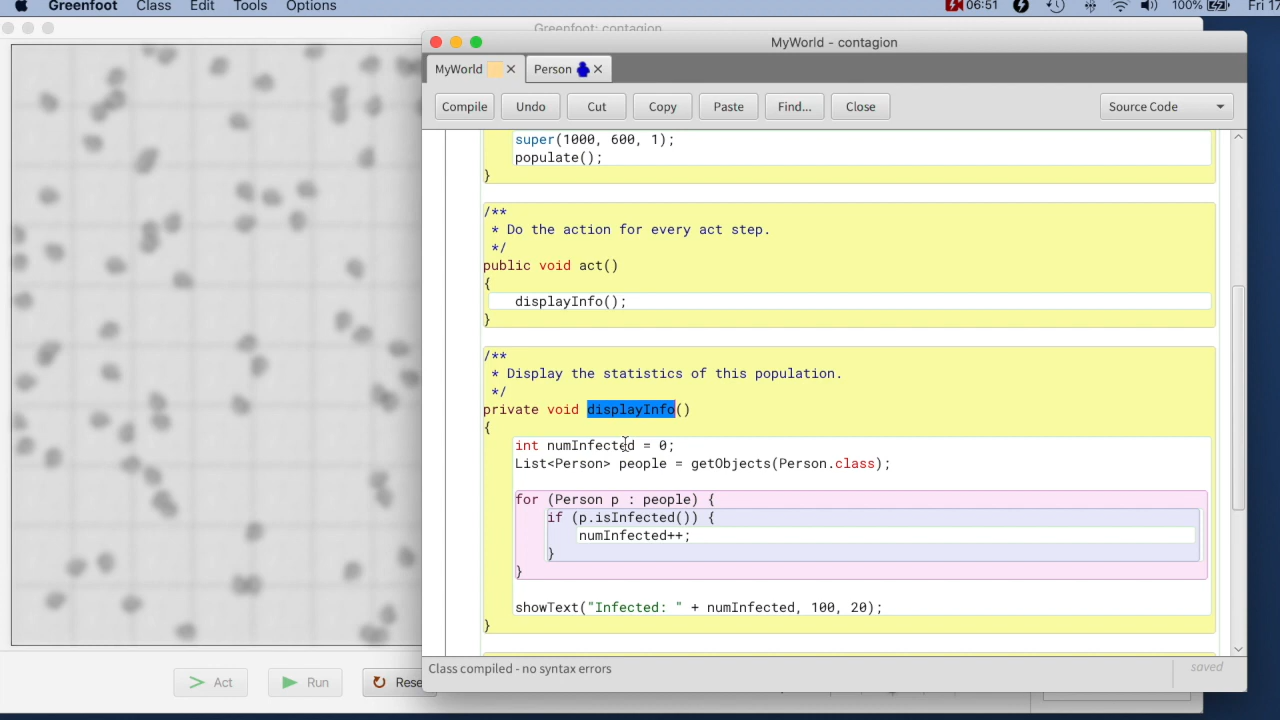 Greenfoot Class Edit Tools Options 06:51 100% Fri 17
Greenfoot: contagion
MyWorld - contagion
MyWorld Person
Compile Undo Cut Copy Paste Find... Close Source Code
super(1000, 600, 1);
populate();
}
/**
* Do the action for every act step.
*/
public void act()
{
displayInfo();
}
/**
* Display the statistics of this population.
*/
private void displayInfo()
{
int numInfected = 0;
List<Person> people = getObjects(Person.class);
for (Person p : people) {
if (p.isInfected()) {
numInfected++;
}
}
showText("Infected: " + numInfected, 100, 20);
}
Class compiled - no syntax errors saved
Act Run Rese